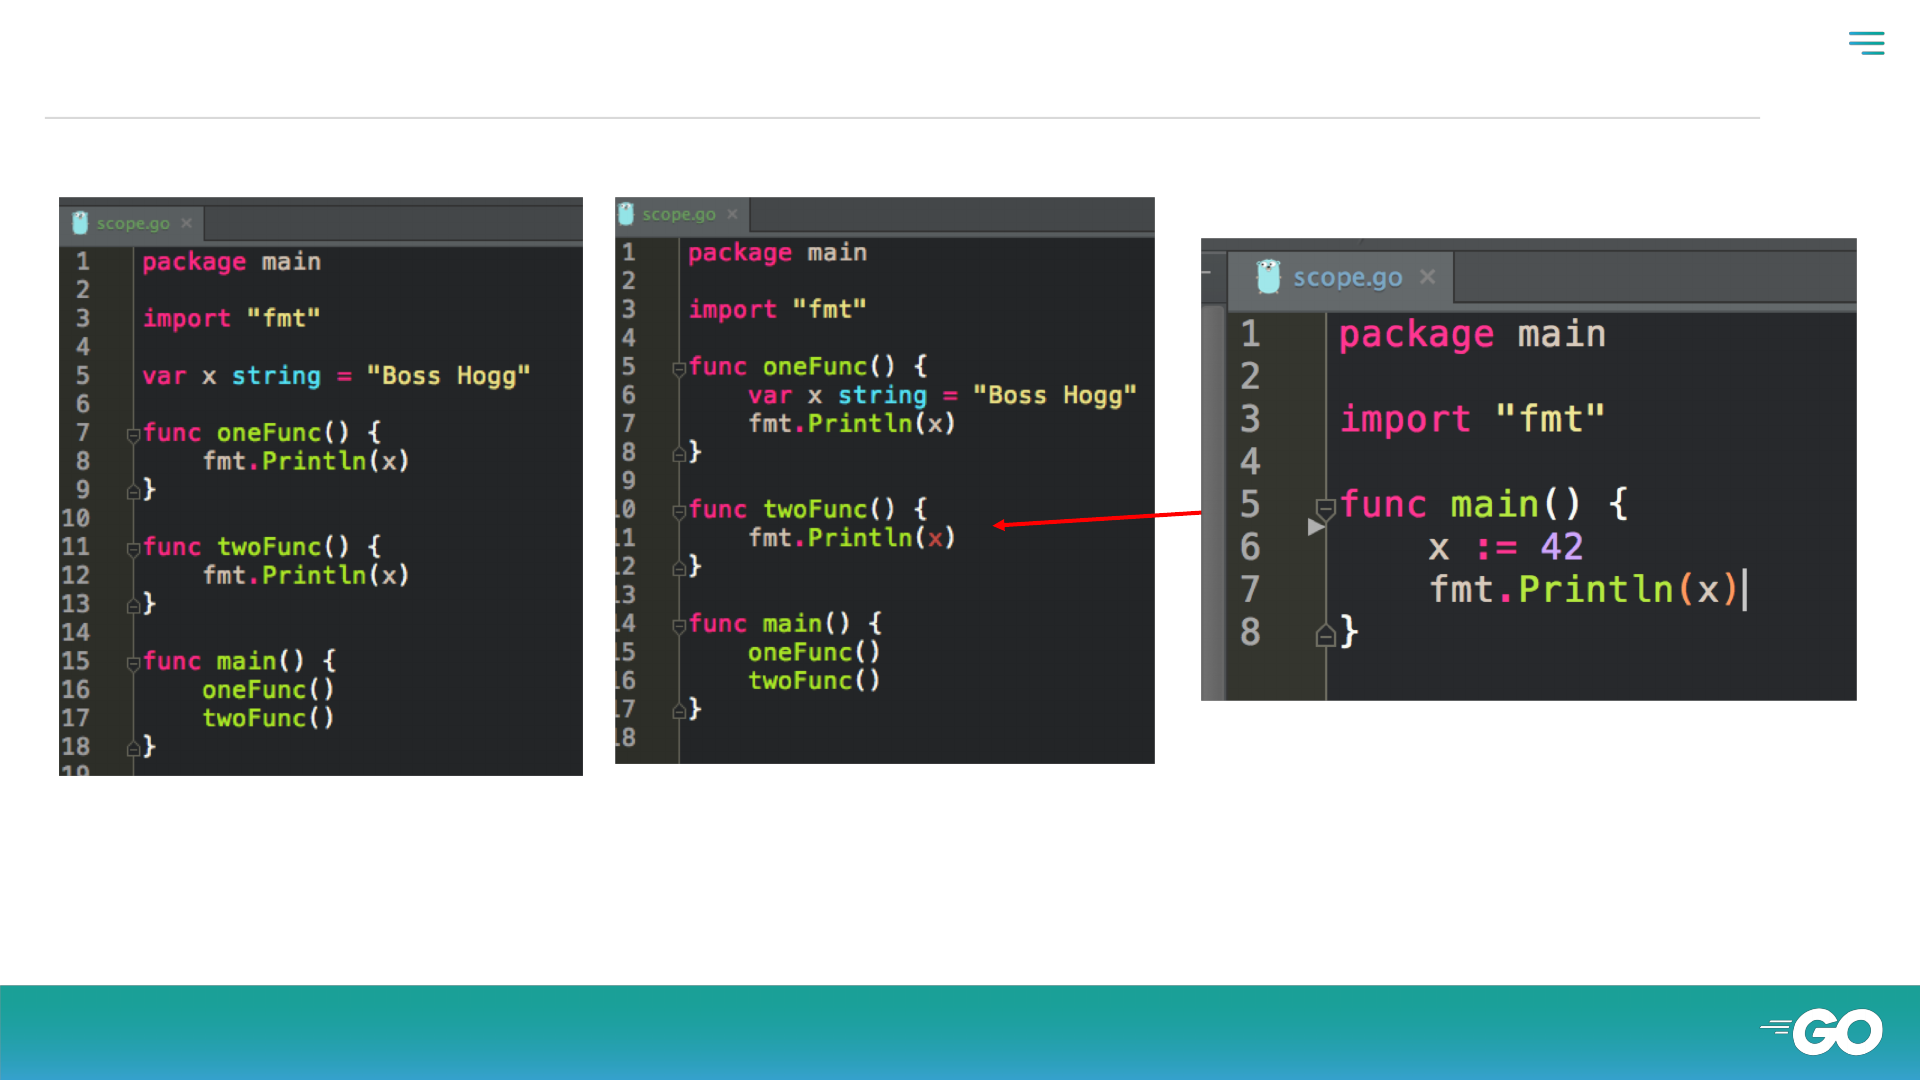 scope.go ×
1 package main
2
3 import "fmt"
4
5 var x string = "Boss Hogg"
6
7 func oneFunc() {
8     fmt.Println(x)
9 }
10
11 func twoFunc() {
12     fmt.Println(x)
13 }
14
15 func main() {
16     oneFunc()
17     twoFunc()
18 }
19
scope.go ×
1 package main
2
3 import "fmt"
4
5 func oneFunc() {
6     var x string = "Boss Hogg"
7     fmt.Println(x)
8 }
9
10 func twoFunc() {
11     fmt.Println(x)
12 }
13
14 func main() {
15     oneFunc()
16     twoFunc()
17 }
18
scope.go ×
1 package main
2
3 import "fmt"
4
5 func main() {
6     x := 42
7     fmt.Println(x)
8 }
GO